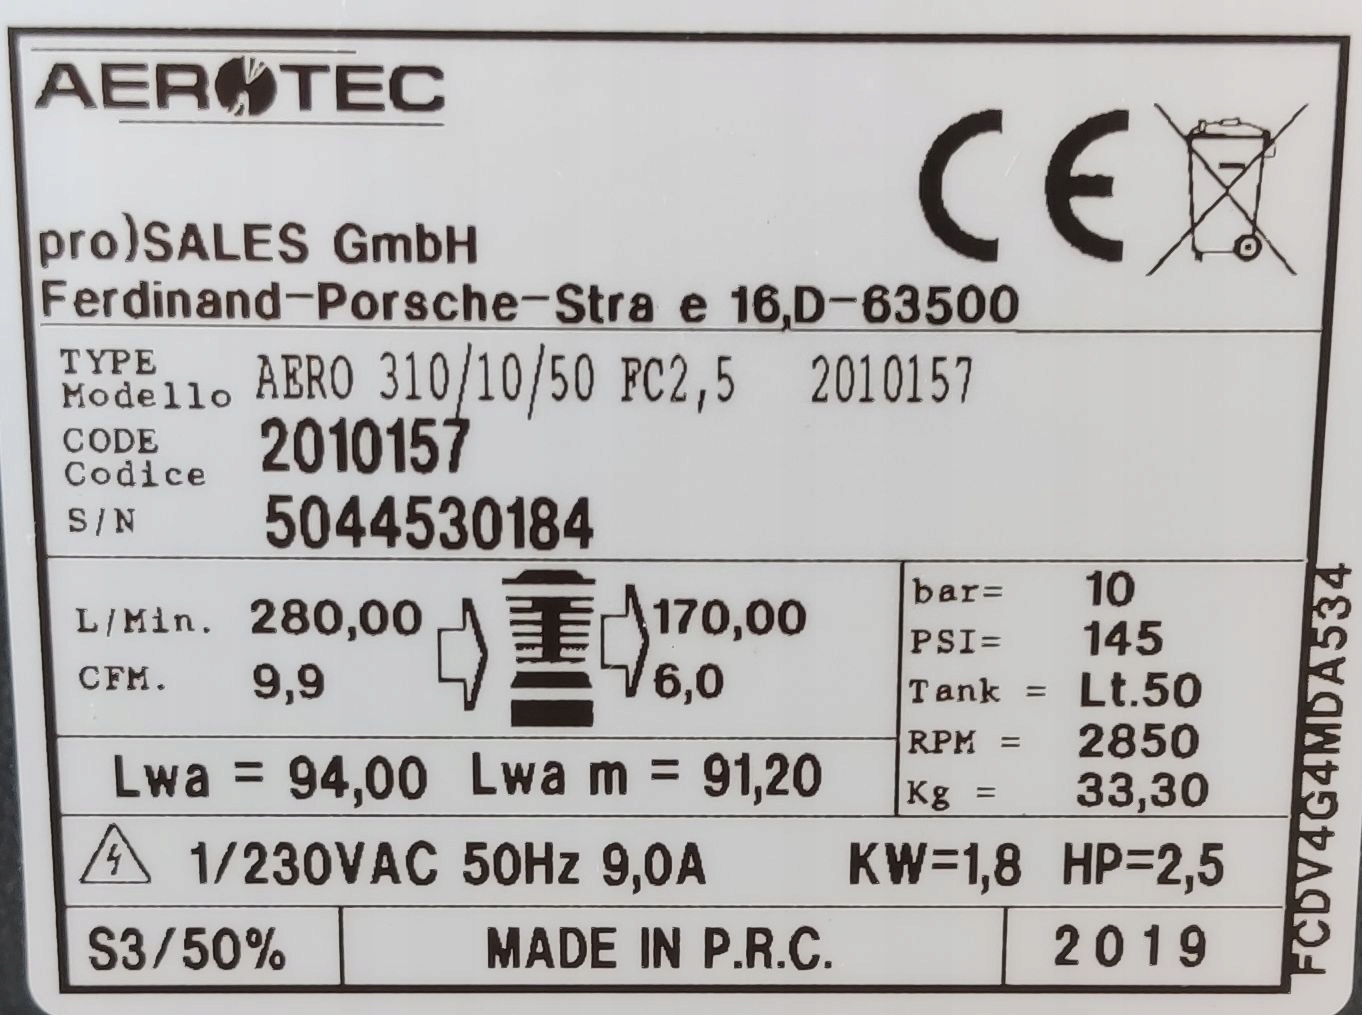 AEROTEC
CE
pro)SALES GmbH
Ferdinand-Porsche-Stra e 16,D-63500
TYPE
Modello AERO 310/10/50 FC2,5 2010157
CODE
Codice 2010157
S/N 5044530184
L/Min. 280,00 170,00
CFM. 9,9 6,0
bar= 10
PSI= 145
Tank = Lt.50
RPM = 2850
Kg = 33,30
Lwa = 94,00 Lwa m = 91,20
1/230VAC 50Hz 9,0A KW=1,8 HP=2,5
S3/50% MADE IN P.R.C. 2019
FCDV4G4MDA534